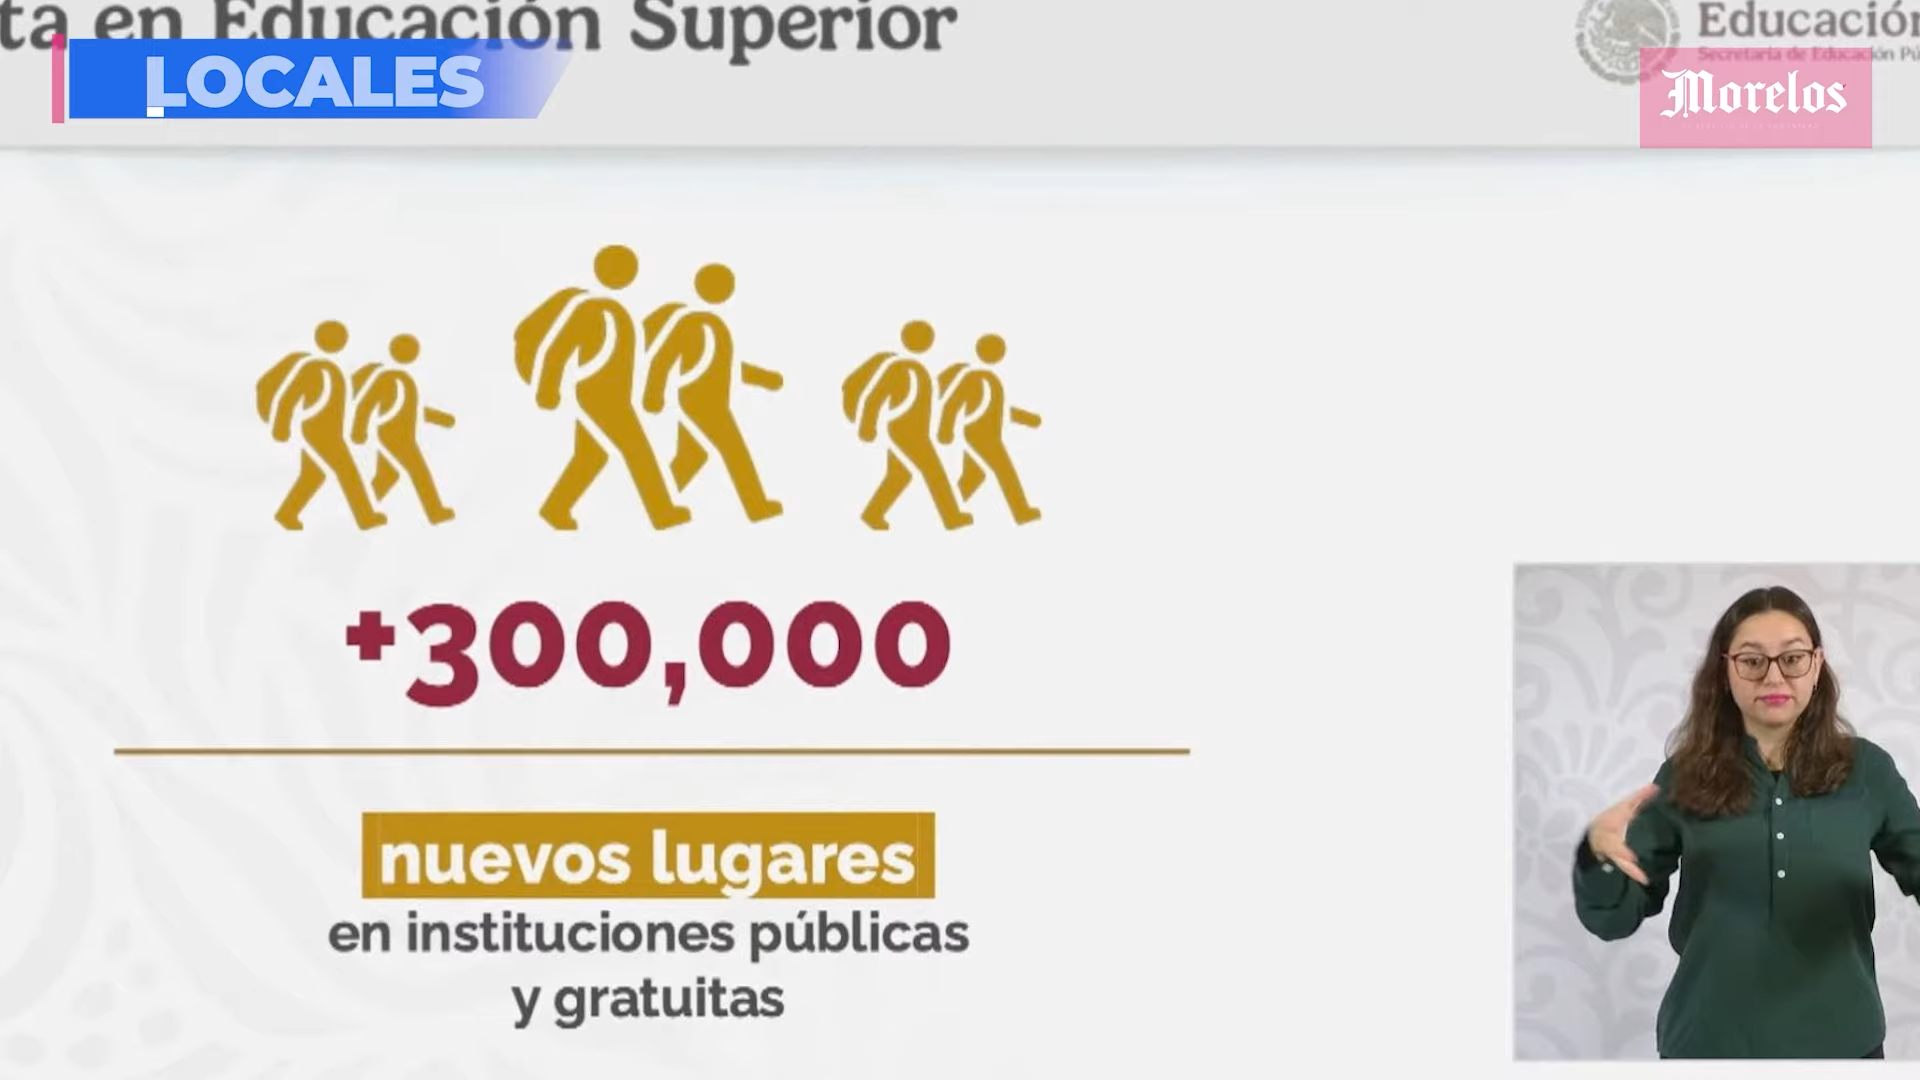 ta en Educación Superior
Educación
Secretaría de Educación Pú
LOCALES
Morelos
+300,000
nuevos lugares
en instituciones públicas
y gratuitas